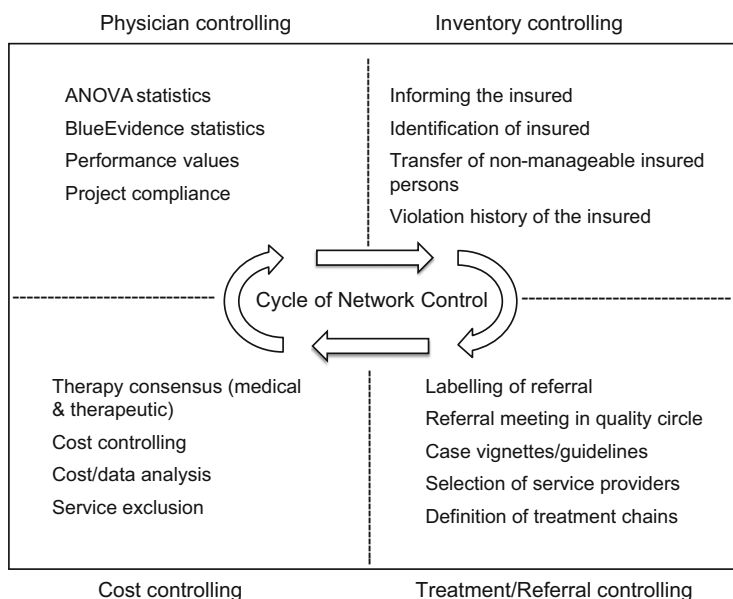 Physician controlling
Inventory controlling
ANOVA statistics
BlueEvidence statistics
Performance values
Project compliance
Informing the insured
Identification of insured
Transfer of non-manageable insured
persons
Violation history of the insured
Cycle of Network Control
Therapy consensus (medical
& therapeutic)
Cost controlling
Cost/data analysis
Service exclusion
Labelling of referral
Referral meeting in quality circle
Case vignettes/guidelines
Selection of service providers
Definition of treatment chains
Cost controlling
Treatment/Referral controlling